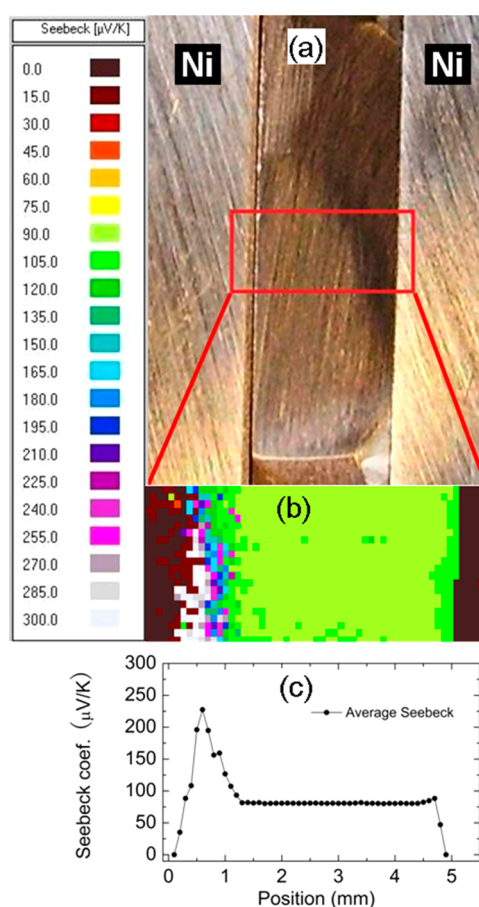 Seebeck [µV/K]
0.0
15.0
30.0
45.0
60.0
75.0
90.0
105.0
120.0
135.0
150.0
165.0
180.0
195.0
210.0
225.0
240.0
255.0
270.0
285.0
300.0
Ni
(a)
Ni
(b)
(c)
Average Seebeck
Seebeck coef. (µV/K)
300
250
200
150
100
50
0
0 1 2 3 4 5
Position (mm)